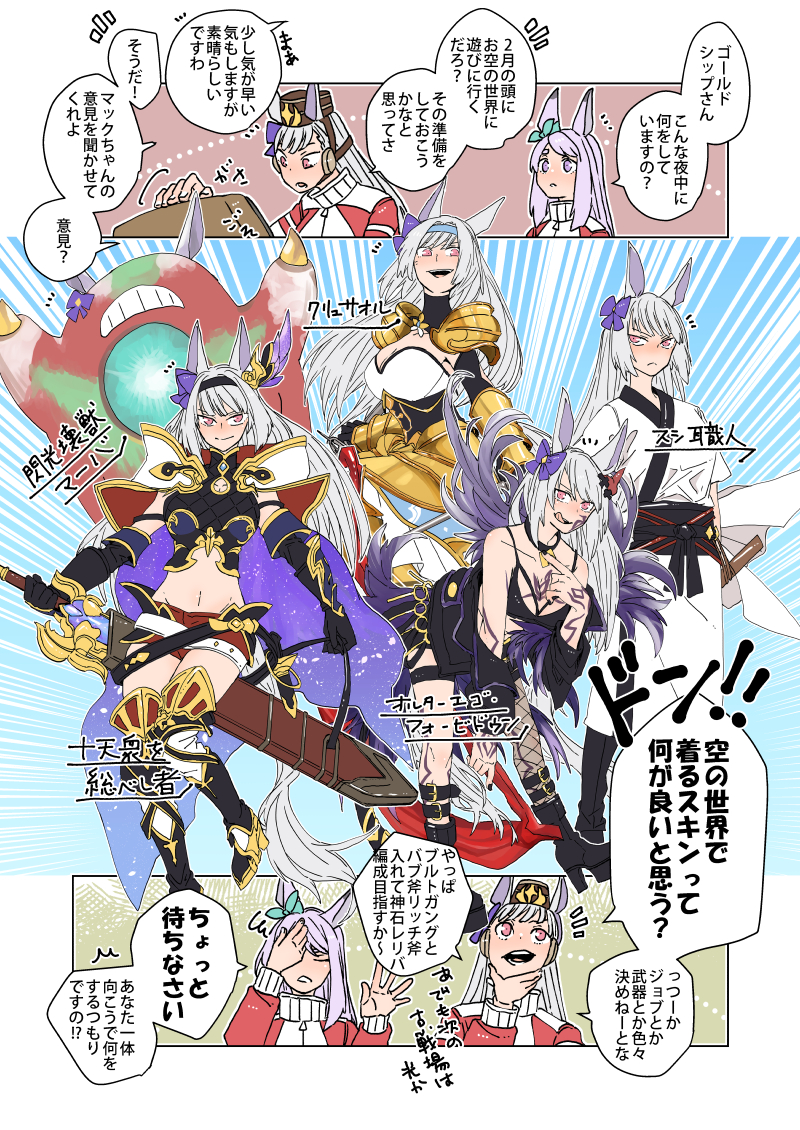 ゴールド
シップさん
こんな夜中に
何をして
いますの？
２月の頭に
お空の世界に
遊びに行く
だろ？
その準備を
しておこう
かなと
思ってさ
まぁ
少し気が早い
気もしますが
素晴らしい
ですわ
ガサ
そうだ！
マックちゃんの
意見を聞かせて
くれよ
意見？
クリュサオル
スシ耳職人
閃光壊獣
マーバ
オルターエゴ・
フォービドゥン
十天衆を
総べし者
ドーン!!
空の世界で
着るスキンって
何が良いと思う？
っつーか
ジョブとか
武器とか色々
決めねーとな
やっぱ
ブルトガングと
バブ斧リッチ斧
入れて神石レリバ
編成目指すか〜
あでも次の
古戦場は
光か
ちょっと
待ちなさい
あなた一体
向こうで何を
するつもり
ですの!?